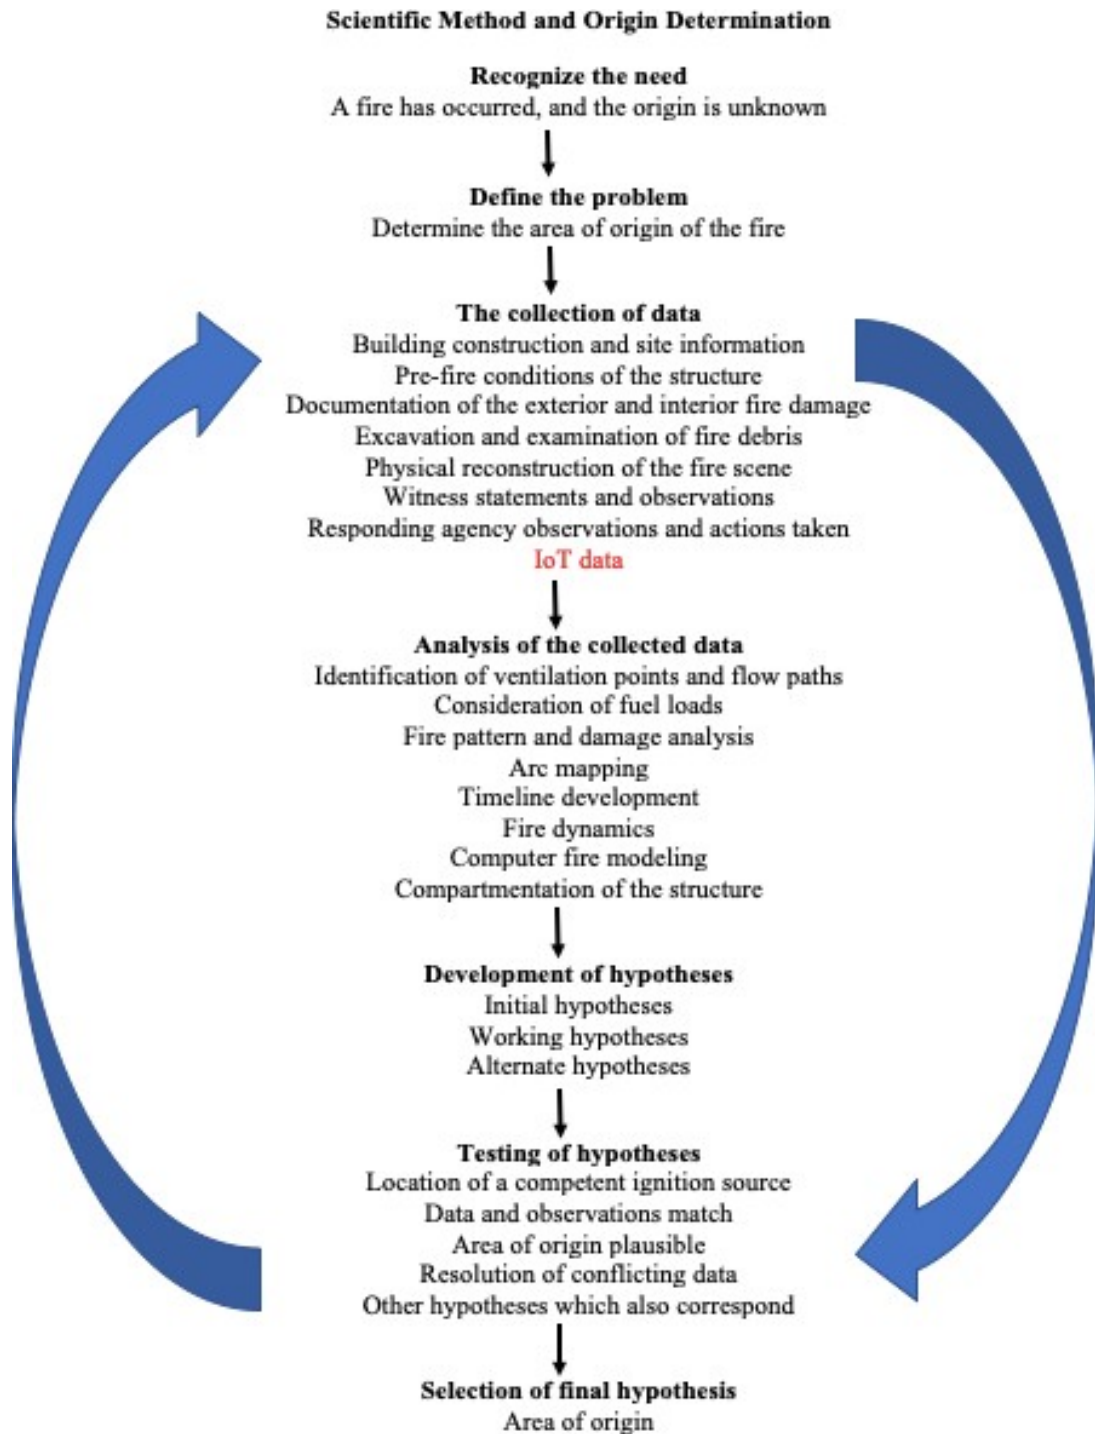 Scientific Method and Origin Determination
Recognize the need
A fire has occurred, and the origin is unknown
Define the problem
Determine the area of origin of the fire
The collection of data
Building construction and site information
Pre-fire conditions of the structure
Documentation of the exterior and interior fire damage
Excavation and examination of fire debris
Physical reconstruction of the fire scene
Witness statements and observations
Responding agency observations and actions taken
IoT data
Analysis of the collected data
Identification of ventilation points and flow paths
Consideration of fuel loads
Fire pattern and damage analysis
Arc mapping
Timeline development
Fire dynamics
Computer fire modeling
Compartmentation of the structure
Development of hypotheses
Initial hypotheses
Working hypotheses
Alternate hypotheses
Testing of hypotheses
Location of a competent ignition source
Data and observations match
Area of origin plausible
Resolution of conflicting data
Other hypotheses which also correspond
Selection of final hypothesis
Area of origin